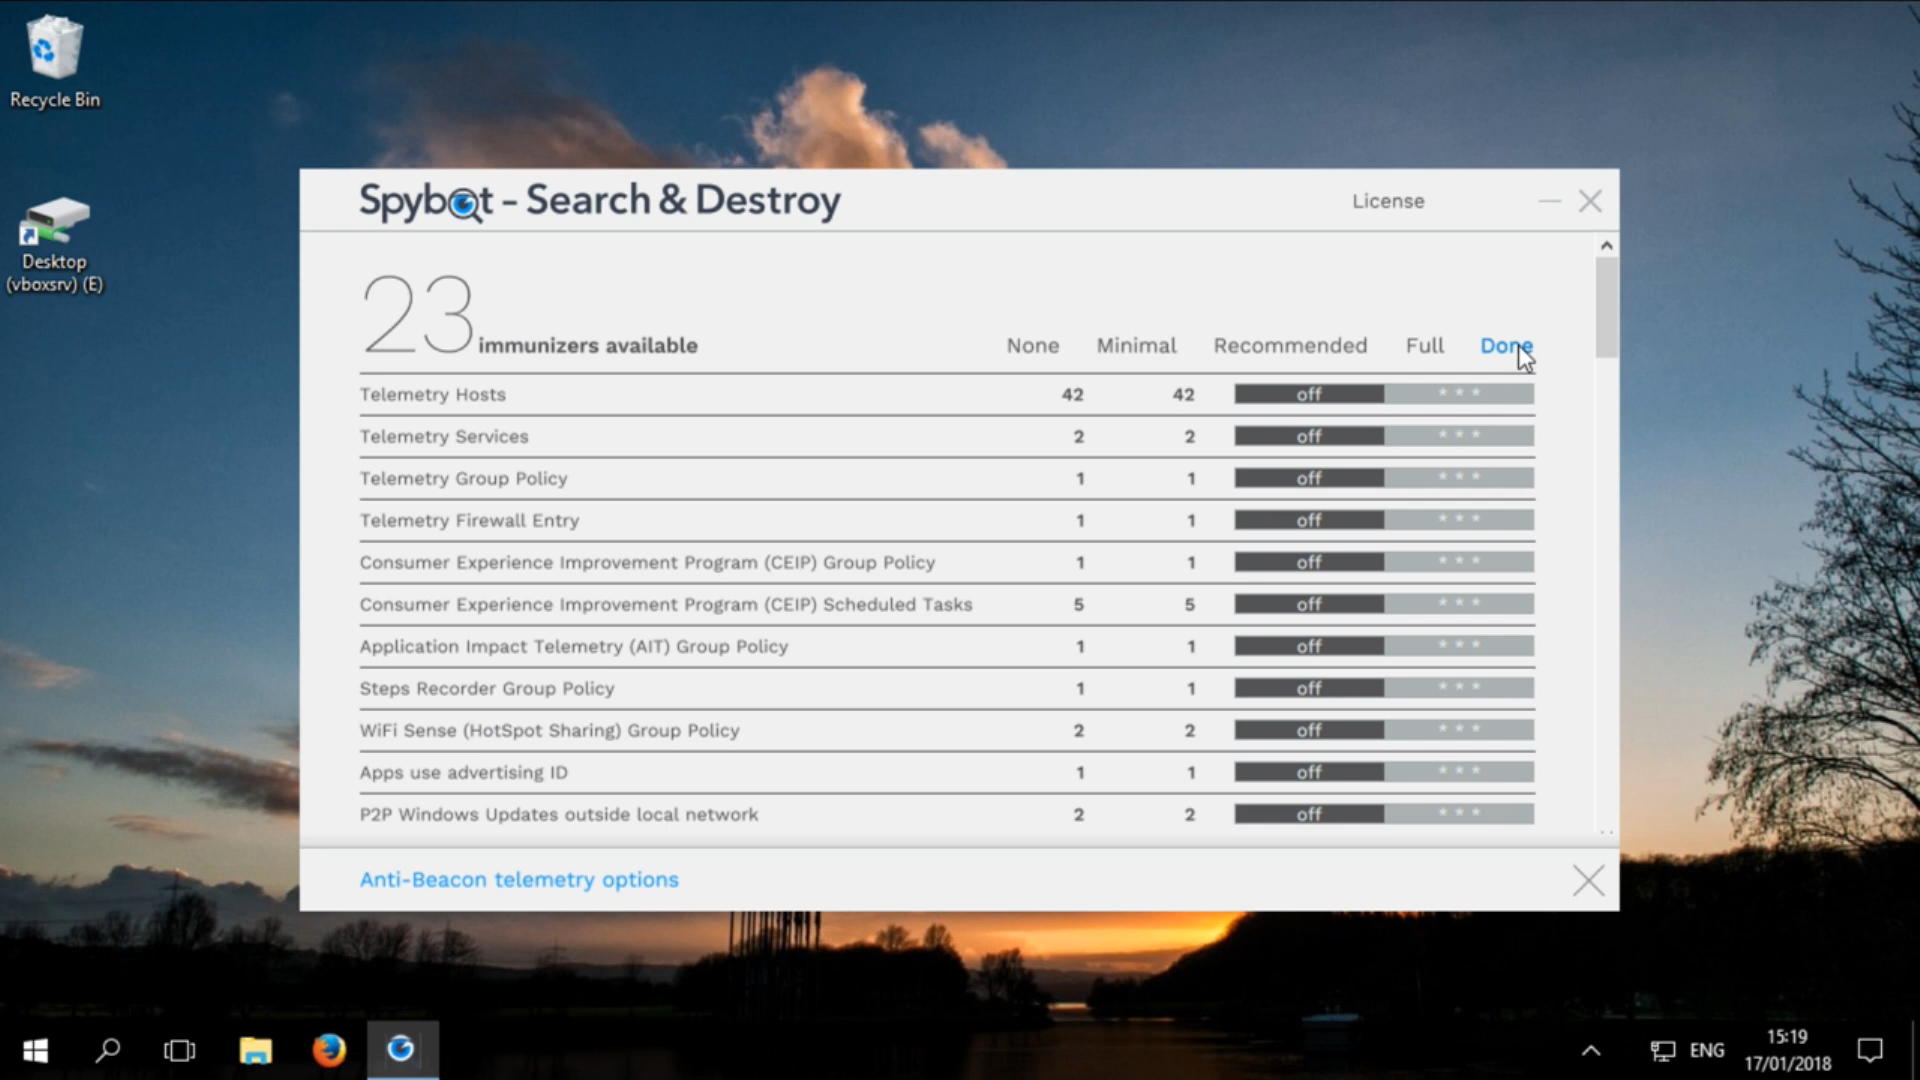 Recycle Bin
Desktop
(vboxsrv) (E)
Spybot - Search & Destroy
License
23 immunizers available
None Minimal Recommended Full Done
Telemetry Hosts 42 42 off ***
Telemetry Services 2 2 off ***
Telemetry Group Policy 1 1 off ***
Telemetry Firewall Entry 1 1 off ***
Consumer Experience Improvement Program (CEIP) Group Policy 1 1 off ***
Consumer Experience Improvement Program (CEIP) Scheduled Tasks 5 5 off ***
Application Impact Telemetry (AIT) Group Policy 1 1 off ***
Steps Recorder Group Policy 1 1 off ***
WiFi Sense (HotSpot Sharing) Group Policy 2 2 off ***
Apps use advertising ID 1 1 off ***
P2P Windows Updates outside local network 2 2 off ***
Anti-Beacon telemetry options
ENG
15:19
17/01/2018